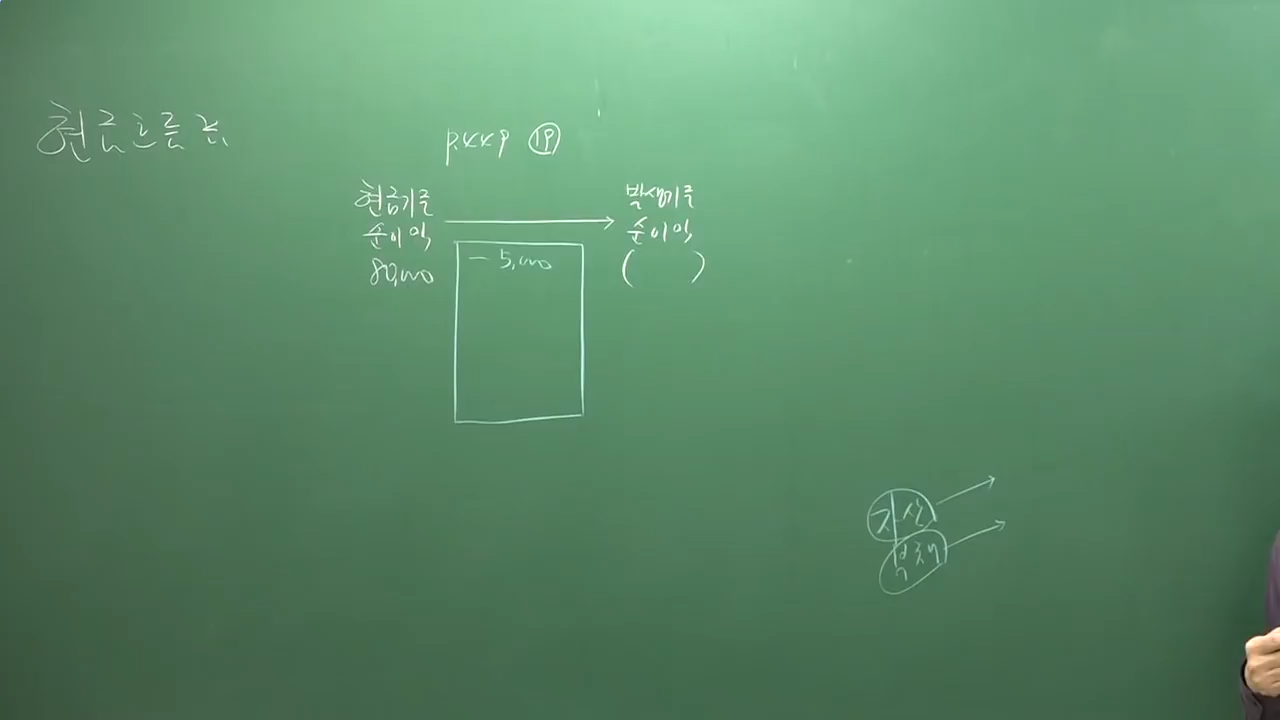 현금흐름표
p.449 ⑲
현금기준
순이익
80,000
- 5,000
발생기준
순이익
( )
자산
부채